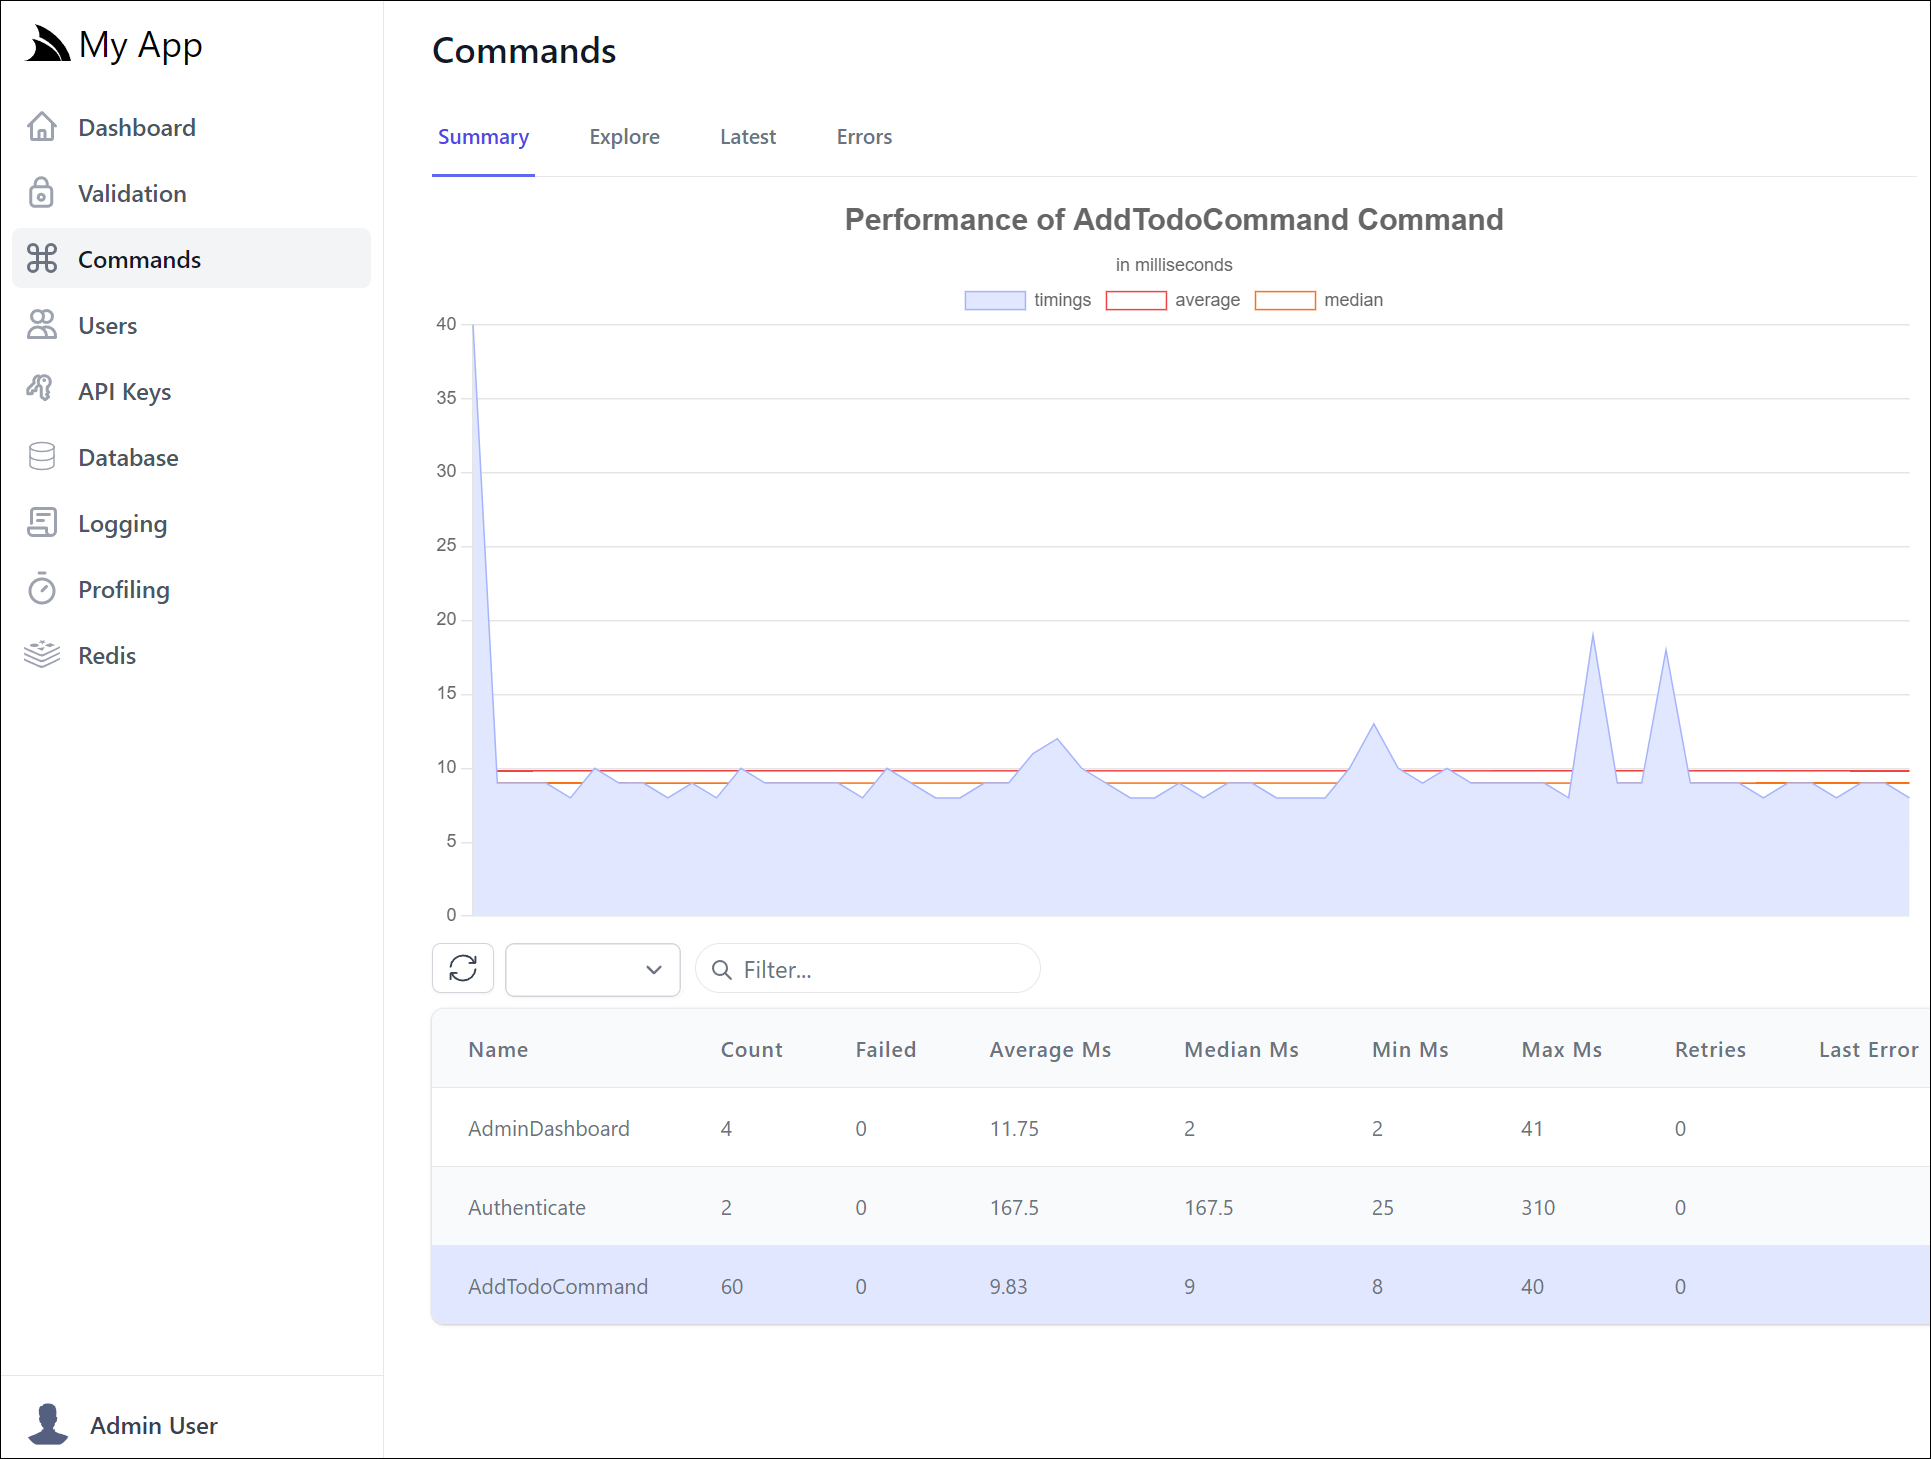 My App
Dashboard
Validation
Commands
Users
API Keys
Database
Logging
Profiling
Redis
Admin User
Commands
Summary Explore Latest Errors
Performance of AddTodoCommand Command
in milliseconds
timings average median
40
35
30
25
20
15
10
5
0
Filter...
Name Count Failed Average Ms Median Ms Min Ms Max Ms Retries Last Error
AdminDashboard 4 0 11.75 2 2 41 0
Authenticate 2 0 167.5 167.5 25 310 0
AddTodoCommand 60 0 9.83 9 8 40 0